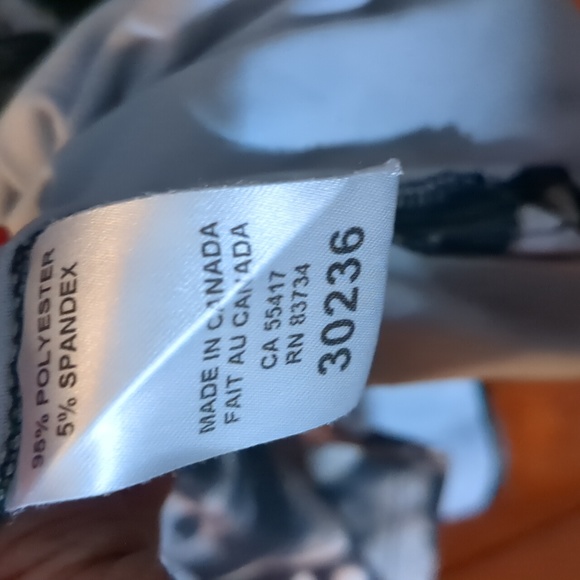 95% POLYESTER
5% SPANDEX
MADE IN CANADA
FAIT AU CANADA
CA 55417
RN 83734
30236